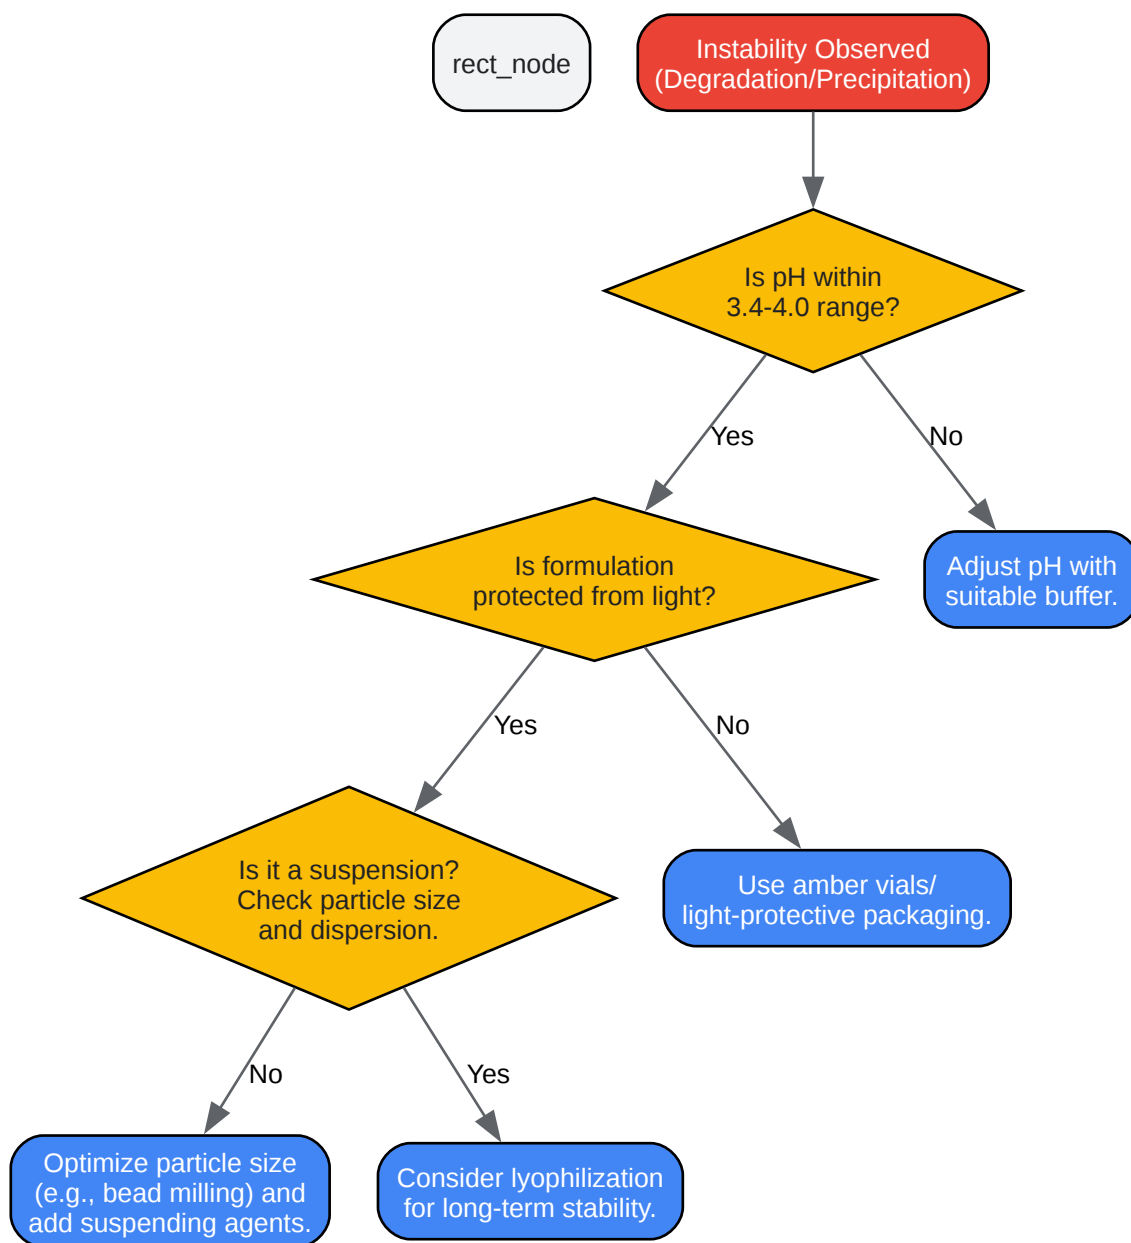 rect_node
Instability Observed
(Degradation/Precipitation)
Is pH within
3.4-4.0 range?
Yes
No
Is formulation
protected from light?
Adjust pH with
suitable buffer.
Yes
No
Is it a suspension?
Check particle size
and dispersion.
Use amber vials/
light-protective packaging.
No
Yes
Optimize particle size
(e.g., bead milling) and
add suspending agents.
Consider lyophilization
for long-term stability.